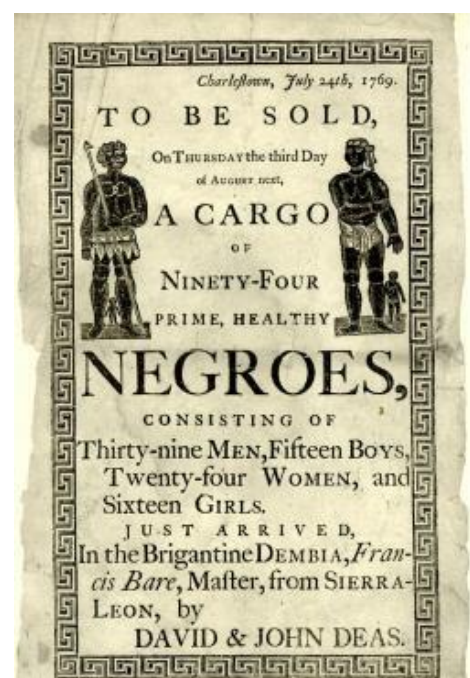 Charlestown, July 24th, 1769.
TO BE SOLD,
On THURSDAY the third Day
of AUGUST next,
A CARGO
OF
NINETY-FOUR
PRIME, HEALTHY
NEGROES,
CONSISTING OF
Thirty-nine MEN, Fifteen BOYS,
Twenty-four WOMEN, and
Sixteen GIRLS.
JUST ARRIVED,
In the Brigantine DEMBIA, Fran-
cis Bare, Maſter, from SIERRA-
LEON, by
DAVID & JOHN DEAS.